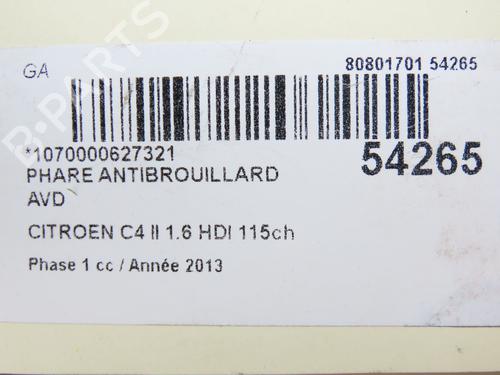 GA
80801701 54265
*1070000627321
54265
PHARE ANTIBROUILLARD
AVD
CITROEN C4 II 1.6 HDI 115ch
Phase 1 cc / Année 2013
B-PARTS